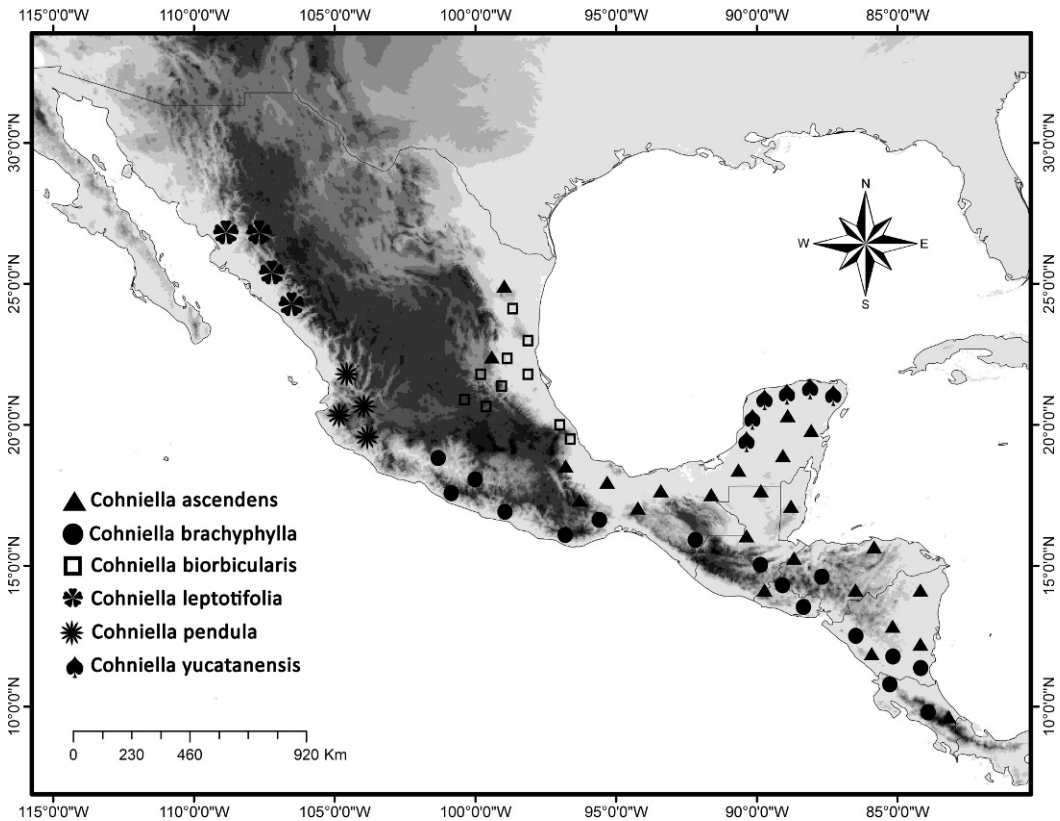 115°0'0"W 110°0'0"W 105°0'0"W 100°0'0"W 95°0'0"W 90°0'0"W 85°0'0"W
30°0'0"N 30°0'0"N
N
W E
S
25°0'0"N 25°0'0"N
20°0'0"N 20°0'0"N
Cohniella ascendens
Cohniella brachyphylla
Cohniella biorbicularis
Cohniella leptotifolia
Cohniella pendula
Cohniella yucatanensis
15°0'0"N 15°0'0"N
10°0'0"N 10°0'0"N
0 230 460 920 Km
115°0'0"W 110°0'0"W 105°0'0"W 100°0'0"W 95°0'0"W 90°0'0"W 85°0'0"W